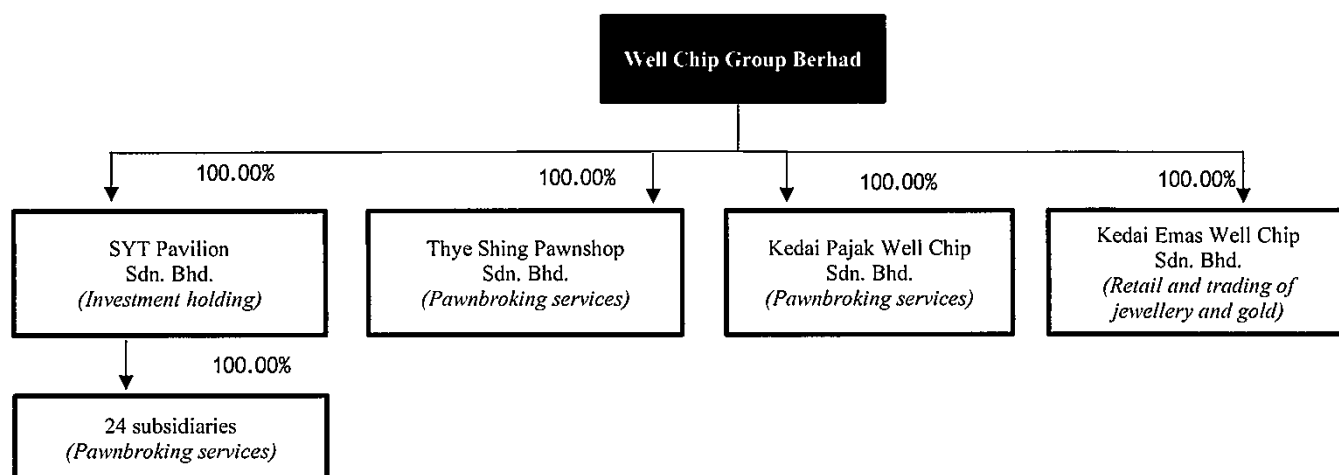 Well Chip Group Berhad
100.00%
100.00%
100.00%
100.00%
SYT Pavilion
Sdn. Bhd.
(Investment holding)
Thye Shing Pawnshop
Sdn. Bhd.
(Pawnbroking services)
Kedai Pajak Well Chip
Sdn. Bhd.
(Pawnbroking services)
Kedai Emas Well Chip
Sdn. Bhd.
(Retail and trading of
jewellery and gold)
100.00%
24 subsidiaries
(Pawnbroking services)